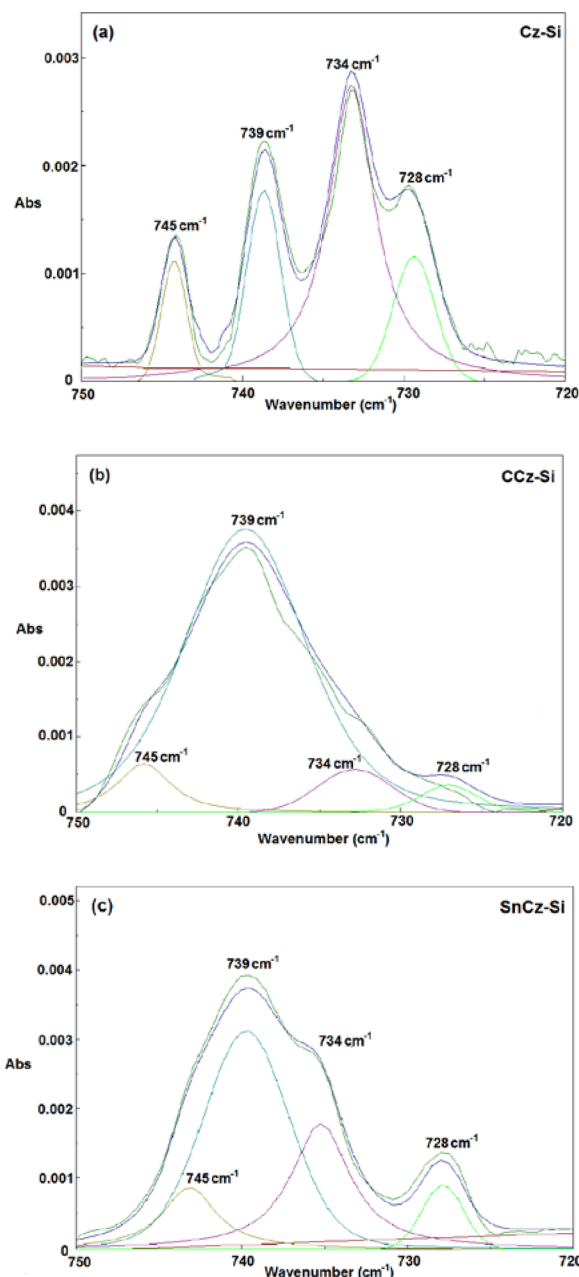 (a) Cz-Si
0.003
734 cm⁻¹
739 cm⁻¹
0.002
728 cm⁻¹
Abs
745 cm⁻¹
0.001
0
750 740 730 720
Wavenumber (cm⁻¹)
(b) CCz-Si
0.004
739 cm⁻¹
0.003
Abs
0.002
0.001
745 cm⁻¹ 734 cm⁻¹ 728 cm⁻¹
0
750 740 730 720
Wavenumber (cm⁻¹)
0.005
(c) SnCz-Si
739 cm⁻¹
0.004
0.003
734 cm⁻¹
Abs
0.002
728 cm⁻¹
0.001
745 cm⁻¹
0
750 740 730 720
Wavenumber (cm⁻¹)